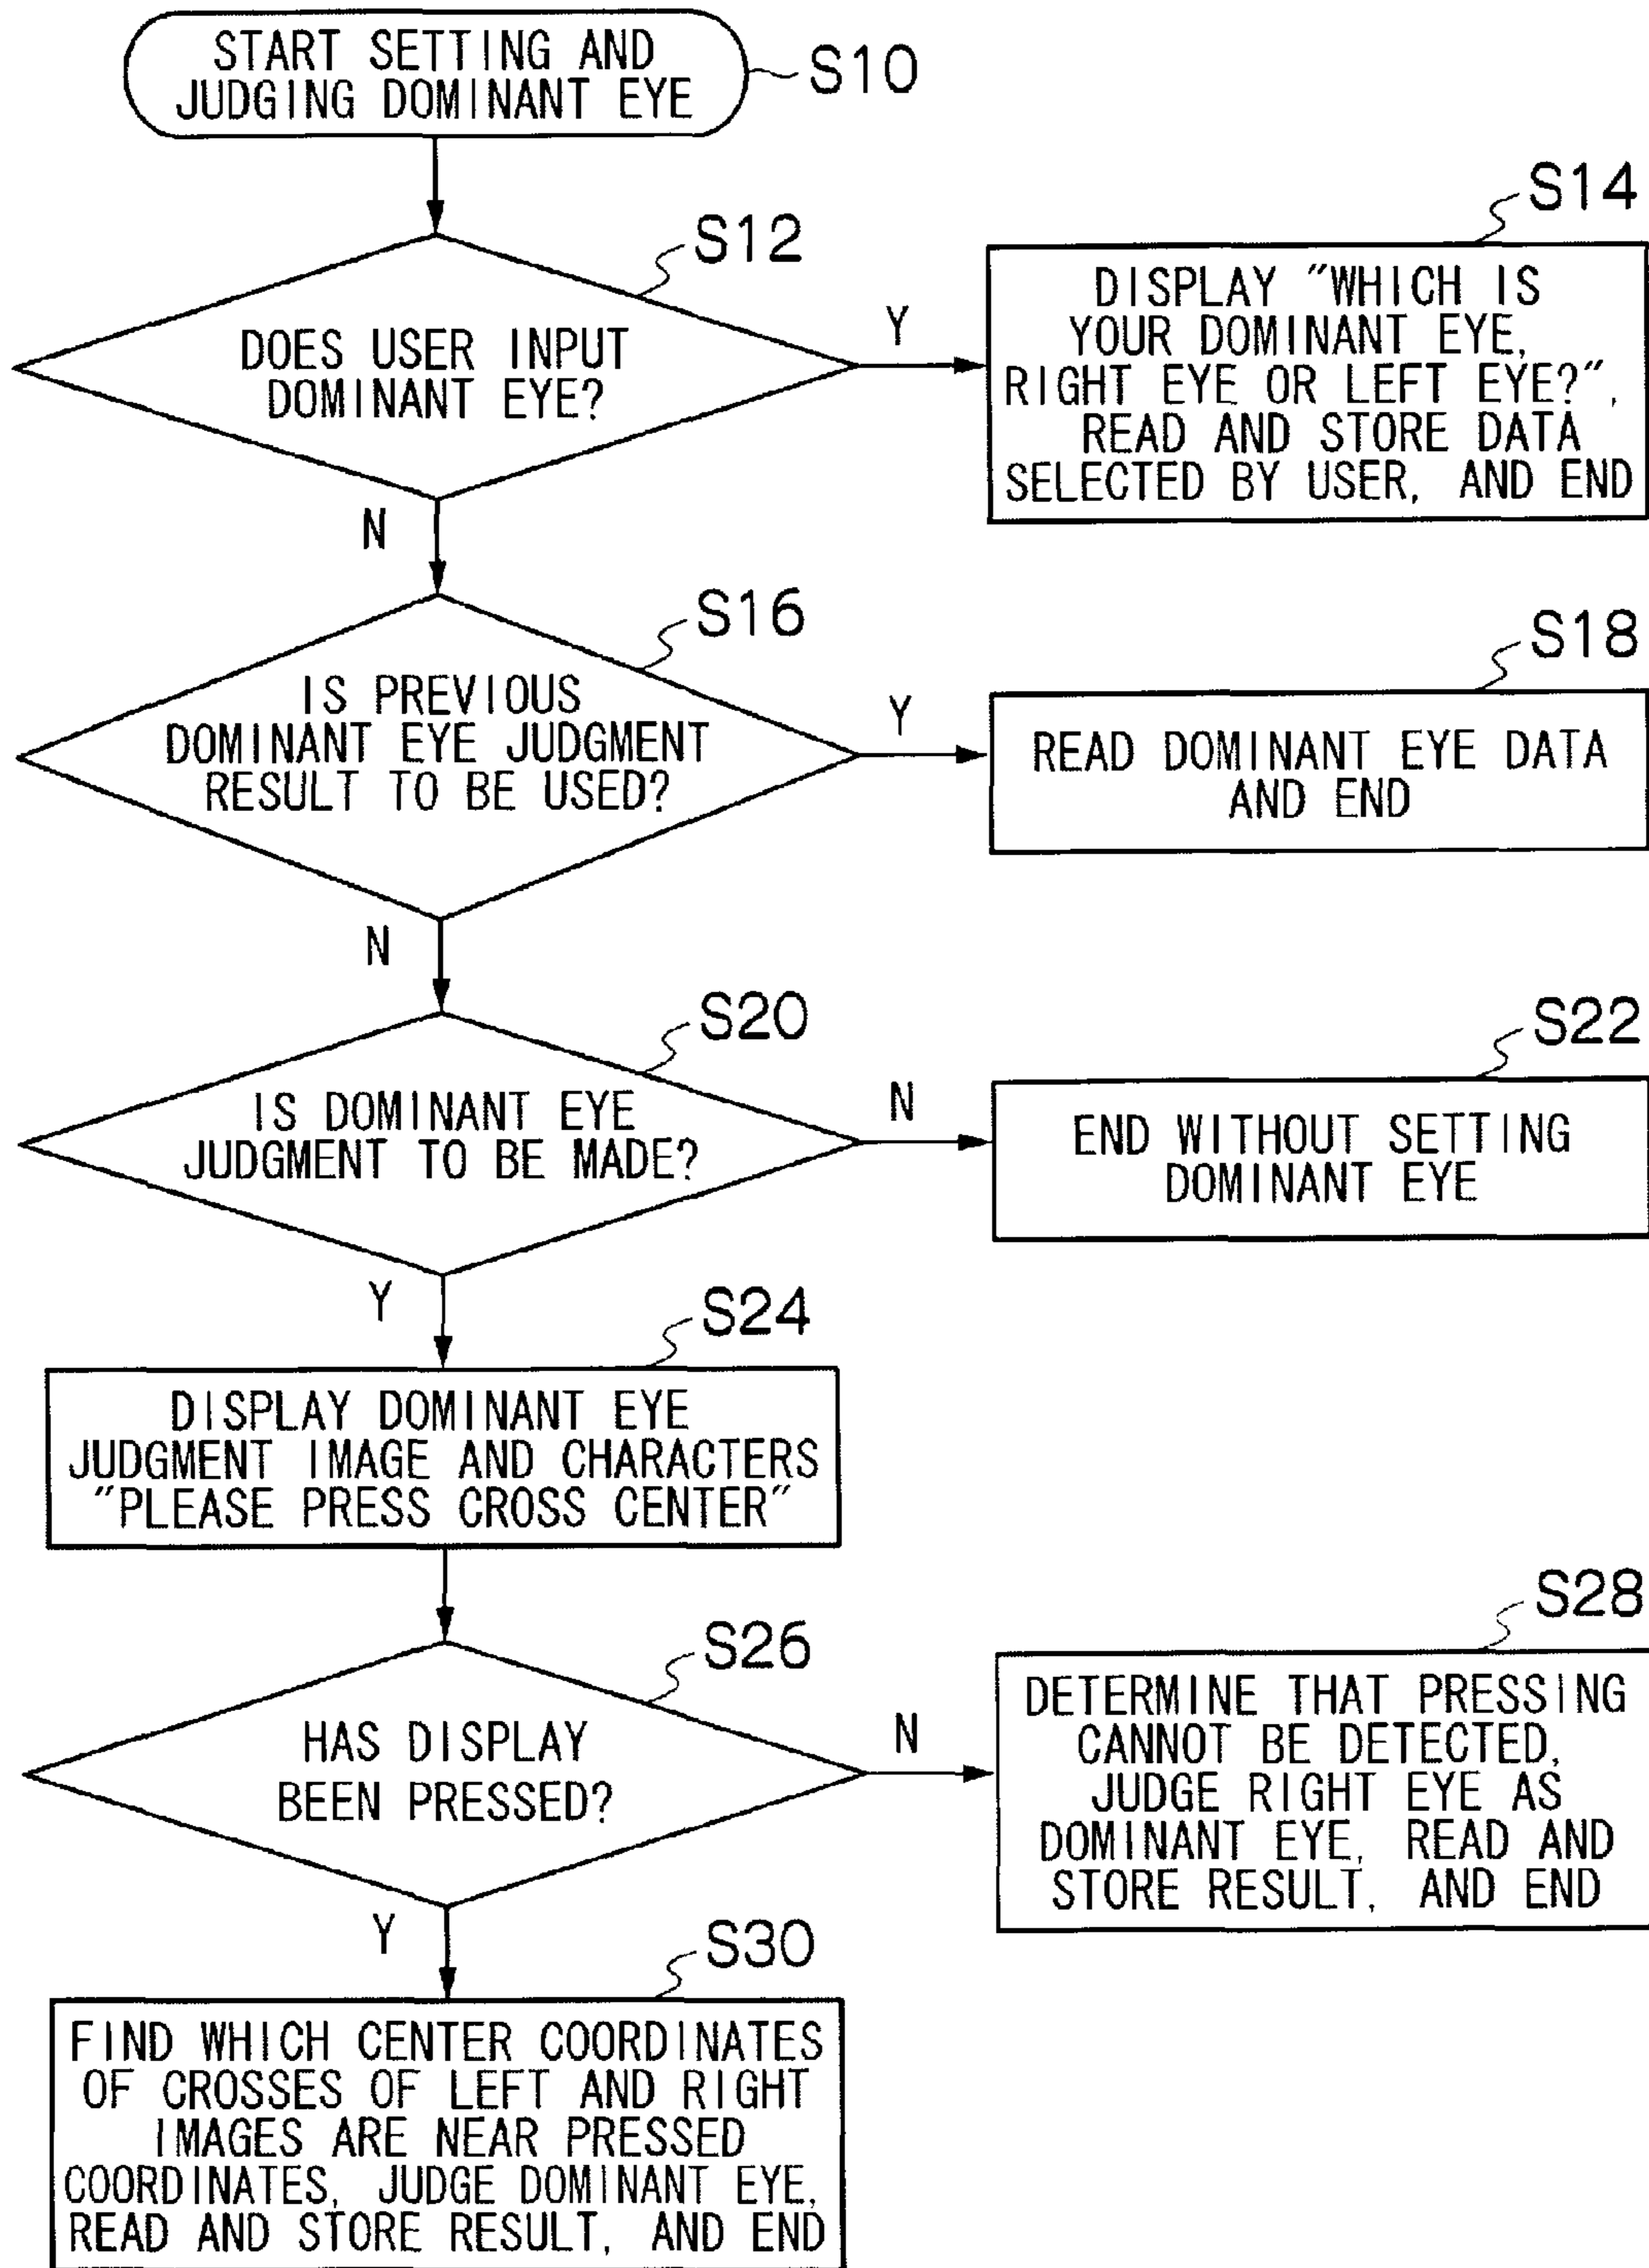 START SETTING AND
JUDGING DOMINANT EYE
S10
S12
DOES USER INPUT
DOMINANT EYE?
Y
N
S14
DISPLAY "WHICH IS
YOUR DOMINANT EYE,
RIGHT EYE OR LEFT EYE?",
READ AND STORE DATA
SELECTED BY USER, AND END
S16
IS PREVIOUS
DOMINANT EYE JUDGMENT
RESULT TO BE USED?
Y
N
S18
READ DOMINANT EYE DATA
AND END
S20
IS DOMINANT EYE
JUDGMENT TO BE MADE?
N
Y
S22
END WITHOUT SETTING
DOMINANT EYE
S24
DISPLAY DOMINANT EYE
JUDGMENT IMAGE AND CHARACTERS
"PLEASE PRESS CROSS CENTER"
S26
HAS DISPLAY
BEEN PRESSED?
N
Y
S28
DETERMINE THAT PRESSING
CANNOT BE DETECTED,
JUDGE RIGHT EYE AS
DOMINANT EYE, READ AND
STORE RESULT, AND END
S30
FIND WHICH CENTER COORDINATES
OF CROSSES OF LEFT AND RIGHT
IMAGES ARE NEAR PRESSED
COORDINATES, JUDGE DOMINANT EYE,
READ AND STORE RESULT, AND END